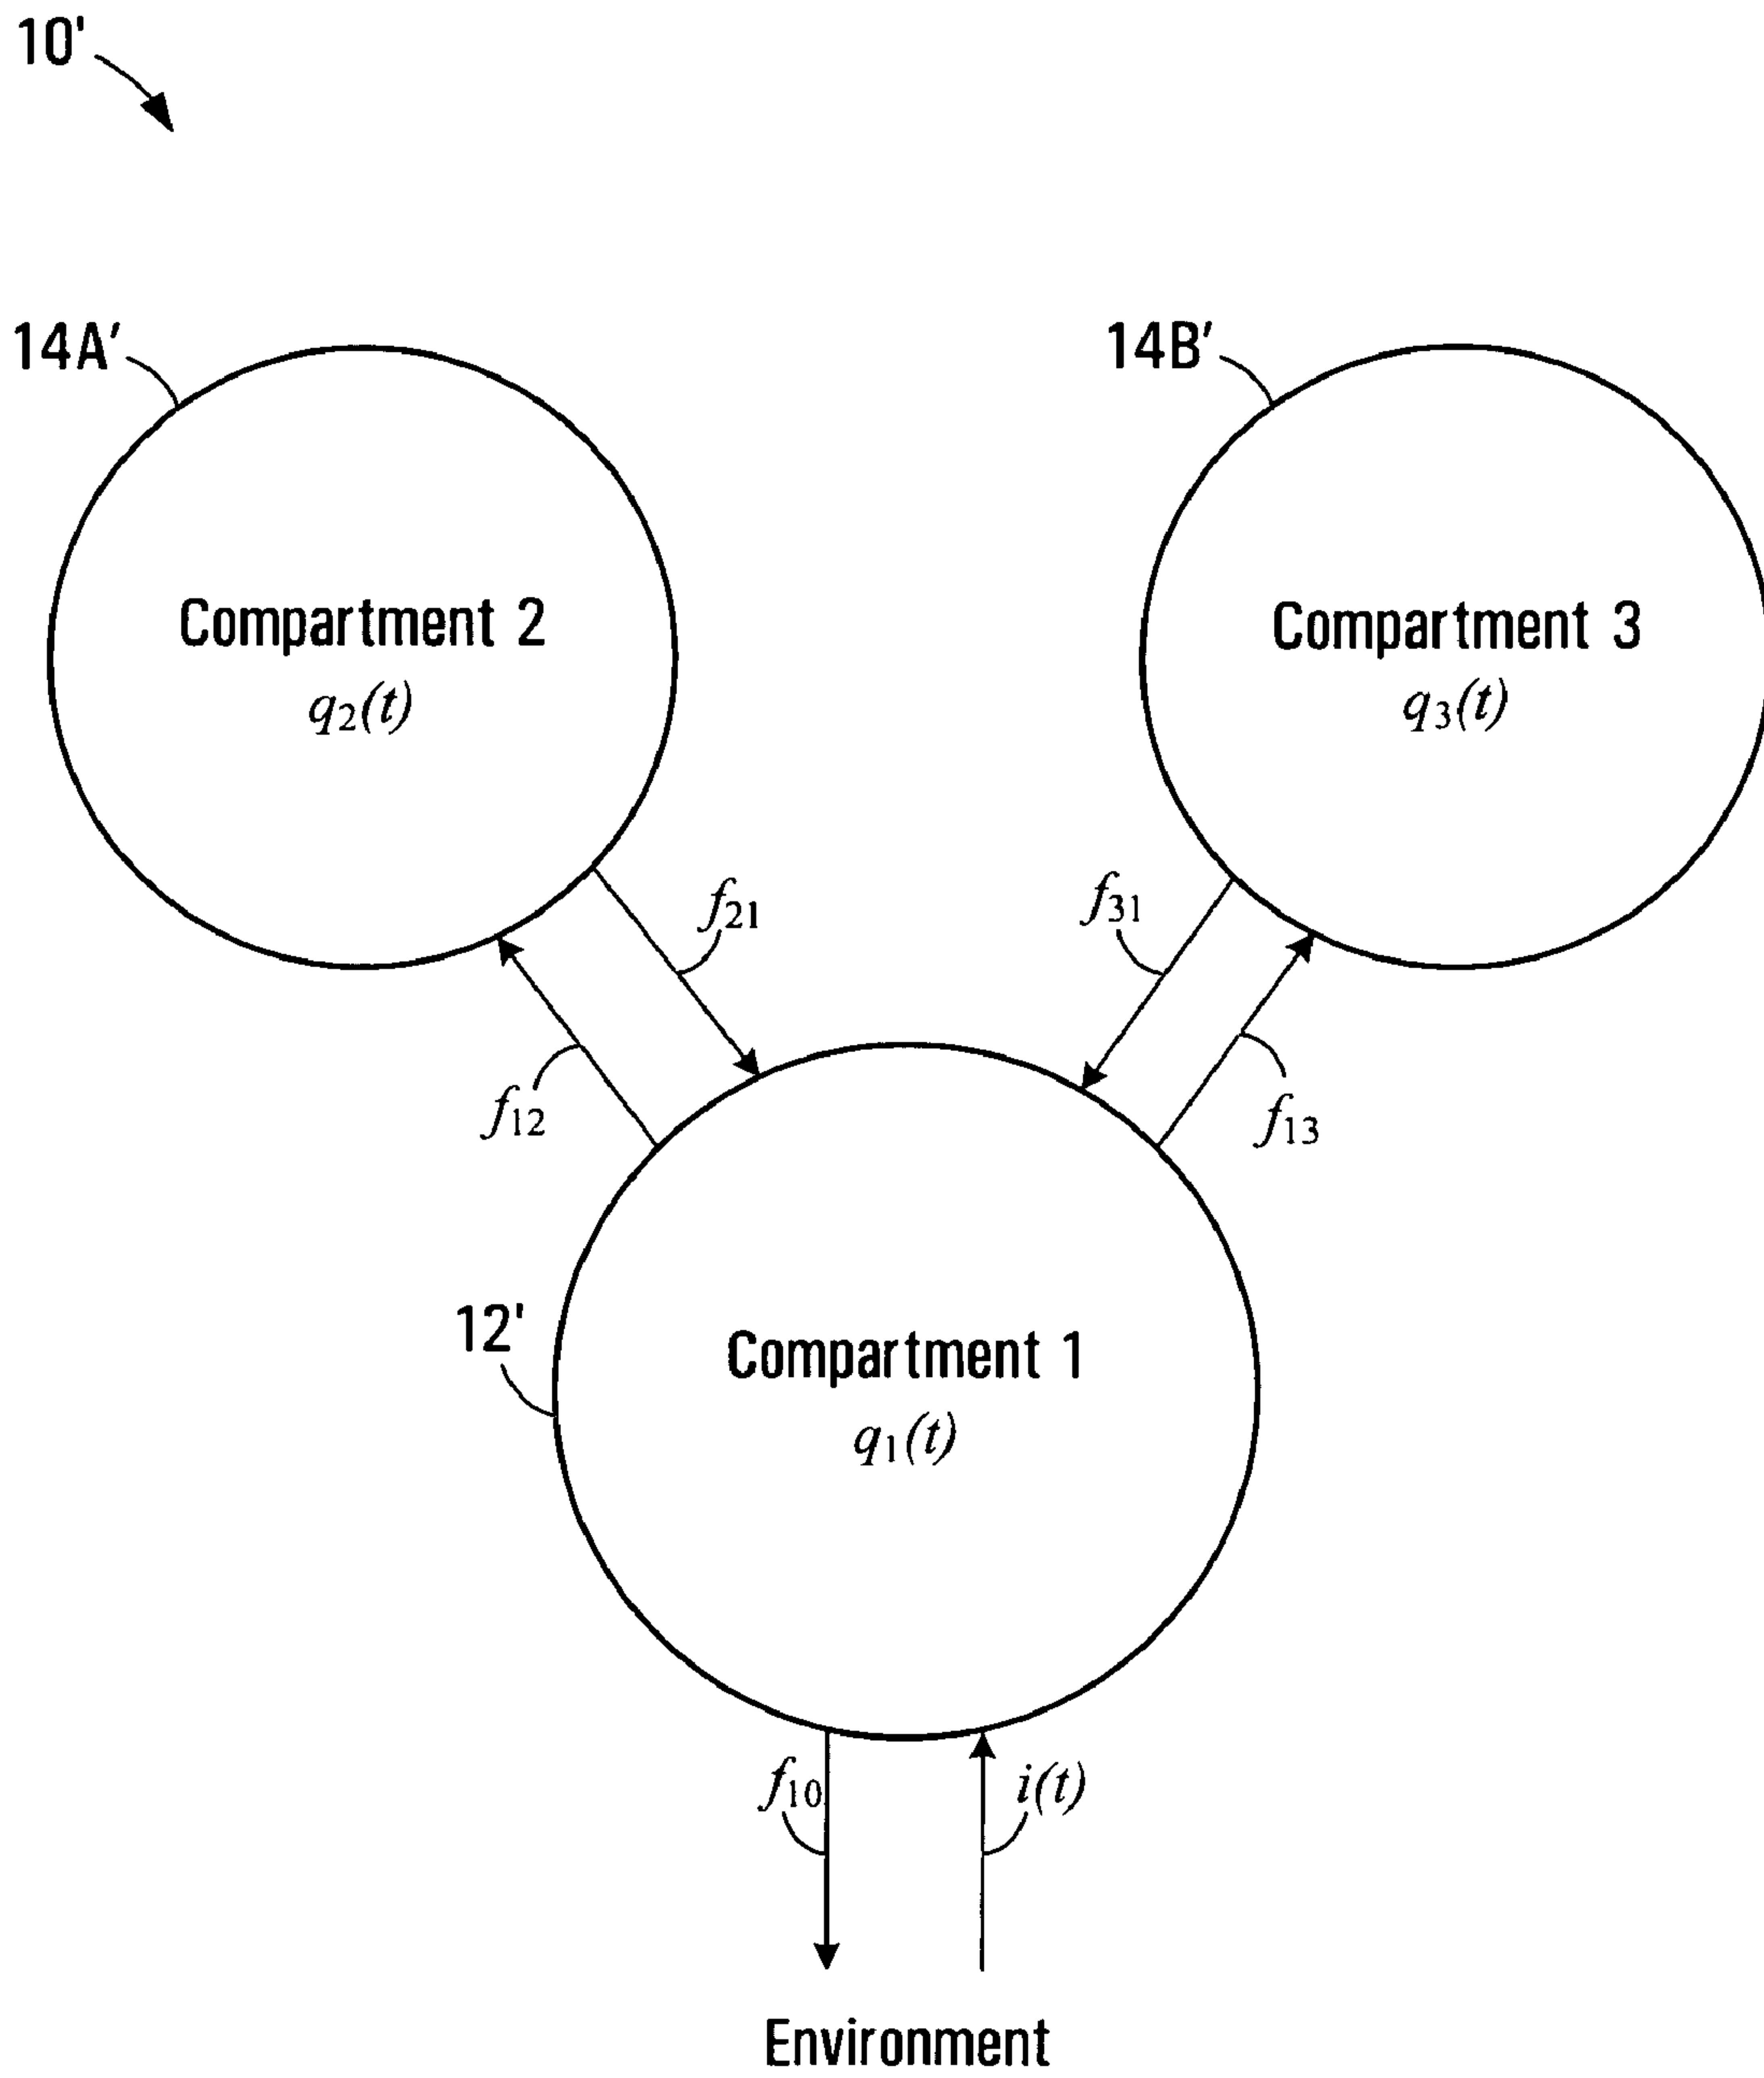 10'
14A'
14B'
Compartment 2
q2(t)
Compartment 3
q3(t)
f21
f31
f12
f13
12'
Compartment 1
q1(t)
f10
i(t)
Environment